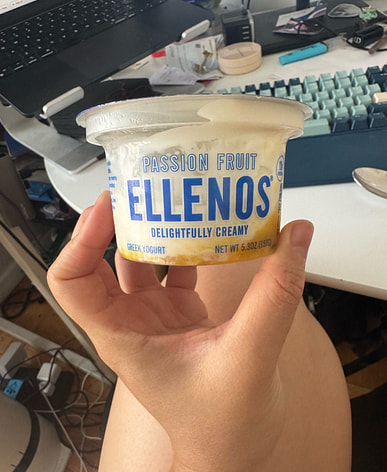 PASSION FRUIT
ELLENOS
DELIGHTFULLY CREAMY
GREEK YOGURT
NET WT 5.3OZ (150g)